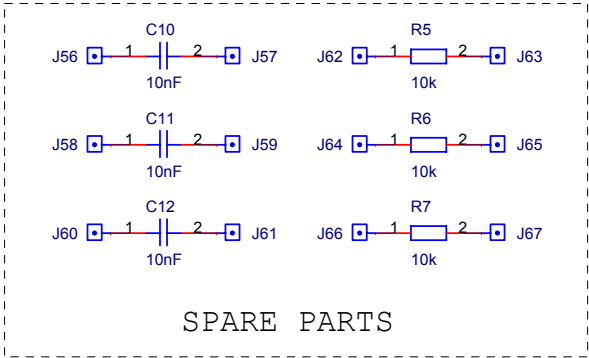 C10 R5
J56 1 2 J57 J62 1 2 J63
10nF 10k
C11 R6
J58 1 2 J59 J64 1 2 J65
10nF 10k
C12 R7
J60 1 2 J61 J66 1 2 J67
10nF 10k
SPARE PARTS